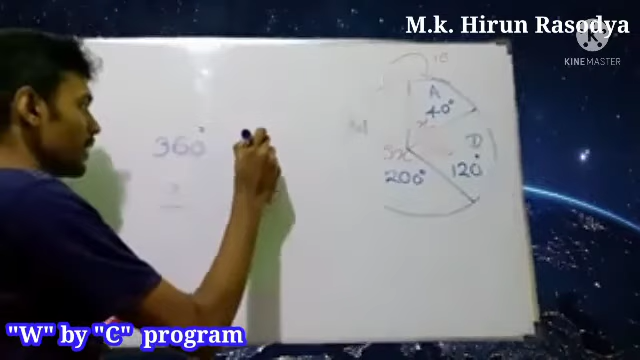 M.k. Hirun Rasodya
KINEMASTER
A
40°
360°
D
120°
200°
"W" by "C" program